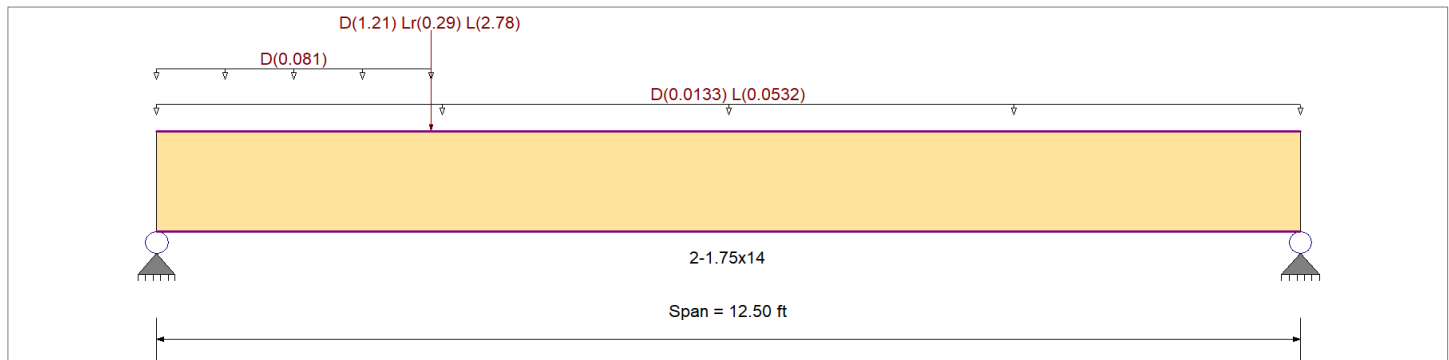 D(1.21) Lr(0.29) L(2.78)
D(0.081)
D(0.0133) L(0.0532)
2-1.75x14
Span = 12.50 ft